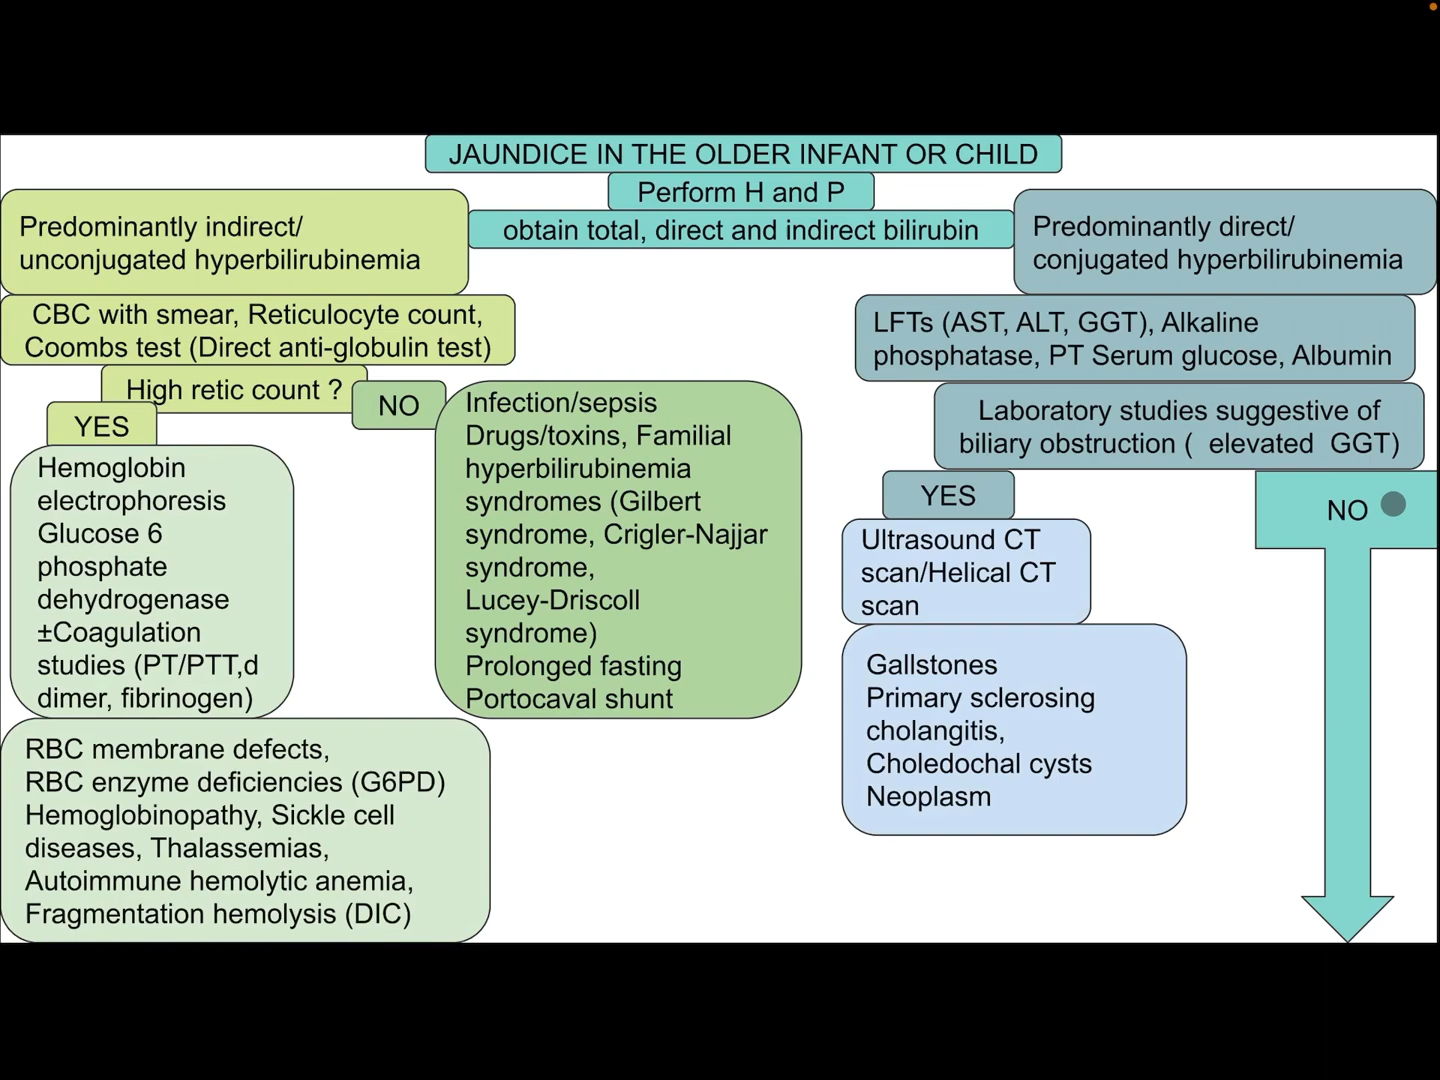 JAUNDICE IN THE OLDER INFANT OR CHILD
Perform H and P
obtain total, direct and indirect bilirubin
Predominantly indirect/
unconjugated hyperbilirubinemia
CBC with smear, Reticulocyte count,
Coombs test (Direct anti-globulin test)
High retic count ?
YES
Hemoglobin
electrophoresis
Glucose 6
phosphate
dehydrogenase
±Coagulation
studies (PT/PTT,d
dimer, fibrinogen)
RBC membrane defects,
RBC enzyme deficiencies (G6PD)
Hemoglobinopathy, Sickle cell
diseases, Thalassemias,
Autoimmune hemolytic anemia,
Fragmentation hemolysis (DIC)
NO
Infection/sepsis
Drugs/toxins, Familial
hyperbilirubinemia
syndromes (Gilbert
syndrome, Crigler-Najjar
syndrome,
Lucey-Driscoll
syndrome)
Prolonged fasting
Portocaval shunt
Predominantly direct/
conjugated hyperbilirubinemia
LFTs (AST, ALT, GGT), Alkaline
phosphatase, PT Serum glucose, Albumin
Laboratory studies suggestive of
biliary obstruction ( elevated GGT)
YES
Ultrasound CT
scan/Helical CT
scan
Gallstones
Primary sclerosing
cholangitis,
Choledochal cysts
Neoplasm
NO